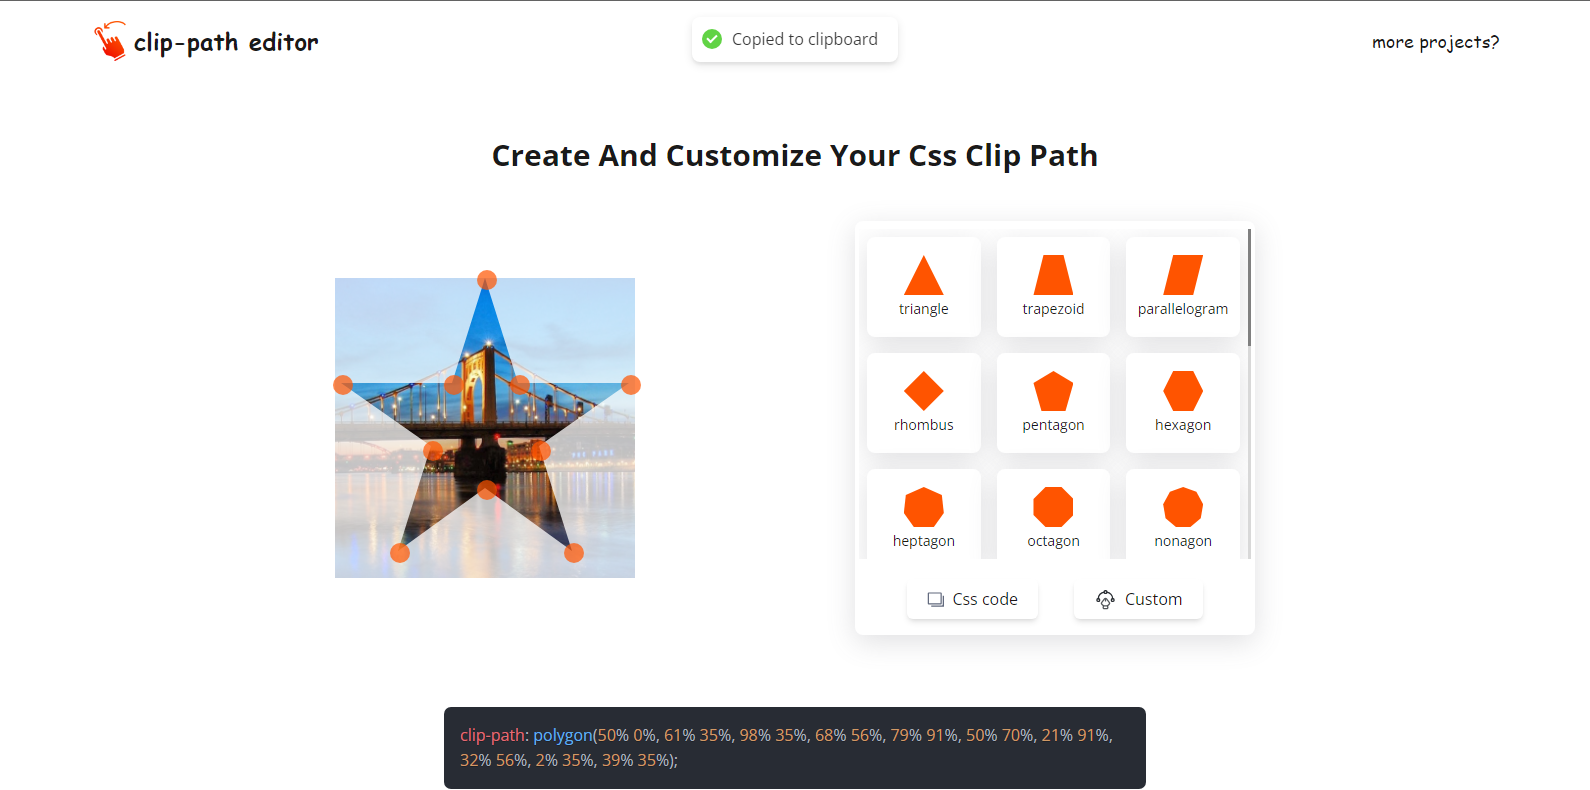 clip-path editor
Copied to clipboard
more projects?
Create And Customize Your Css Clip Path
triangle
trapezoid
parallelogram
rhombus
pentagon
hexagon
heptagon
octagon
nonagon
Css code
Custom
clip-path: polygon(50% 0%, 61% 35%, 98% 35%, 68% 56%, 79% 91%, 50% 70%, 21% 91%,
32% 56%, 2% 35%, 39% 35%);